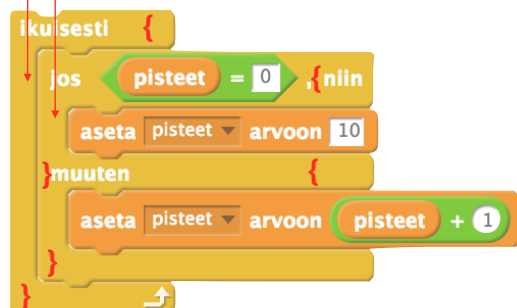 ikuisesti {
jos pisteet = 0 ,{niin
aseta pisteet arvoon 10
}muuten {
aseta pisteet arvoon pisteet + 1
}
}